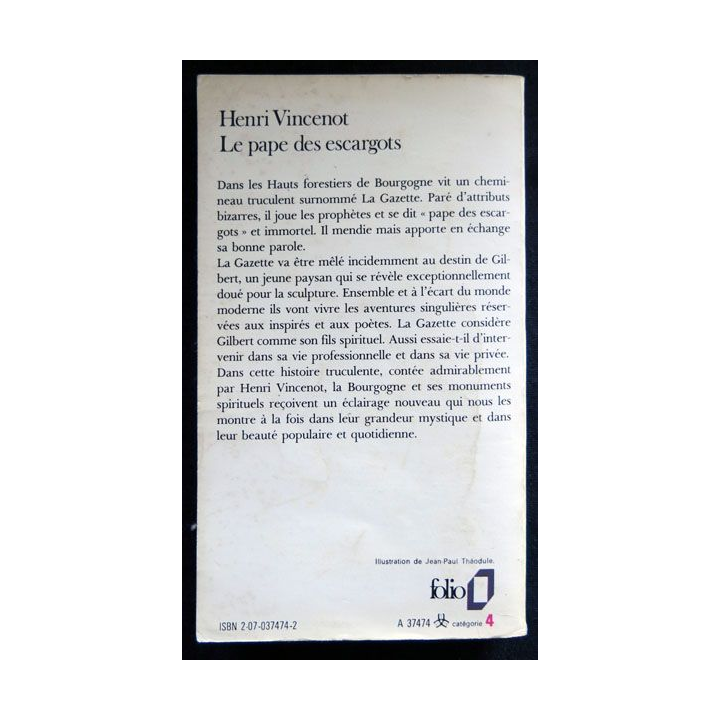 Henri Vincenot
Le pape des escargots
Dans les Hauts forestiers de Bourgogne vit un chemi-
neau truculent surnommé La Gazette. Paré d'attributs
bizarres, il joue les prophètes et se dit « pape des escar-
gots » et immortel. Il mendie mais apporte en échange
sa bonne parole.
La Gazette va être mêlé incidemment au destin de Gil-
bert, un jeune paysan qui se révèle exceptionnellement
doué pour la sculpture. Ensemble et à l'écart du monde
moderne ils vont vivre les aventures singulières réser-
vées aux inspirés et aux poètes. La Gazette considère
Gilbert comme son fils spirituel. Aussi essaie-t-il d'inter-
venir dans sa vie professionnelle et dans sa vie privée.
Dans cette histoire truculente, contée admirablement
par Henri Vincenot, la Bourgogne et ses monuments
spirituels reçoivent un éclairage nouveau qui nous les
montre à la fois dans leur grandeur mystique et dans
leur beauté populaire et quotidienne.
Illustration de Jean-Paul Théodule.
folio
ISBN 2-07-037474-2
A 37474 catégorie 4